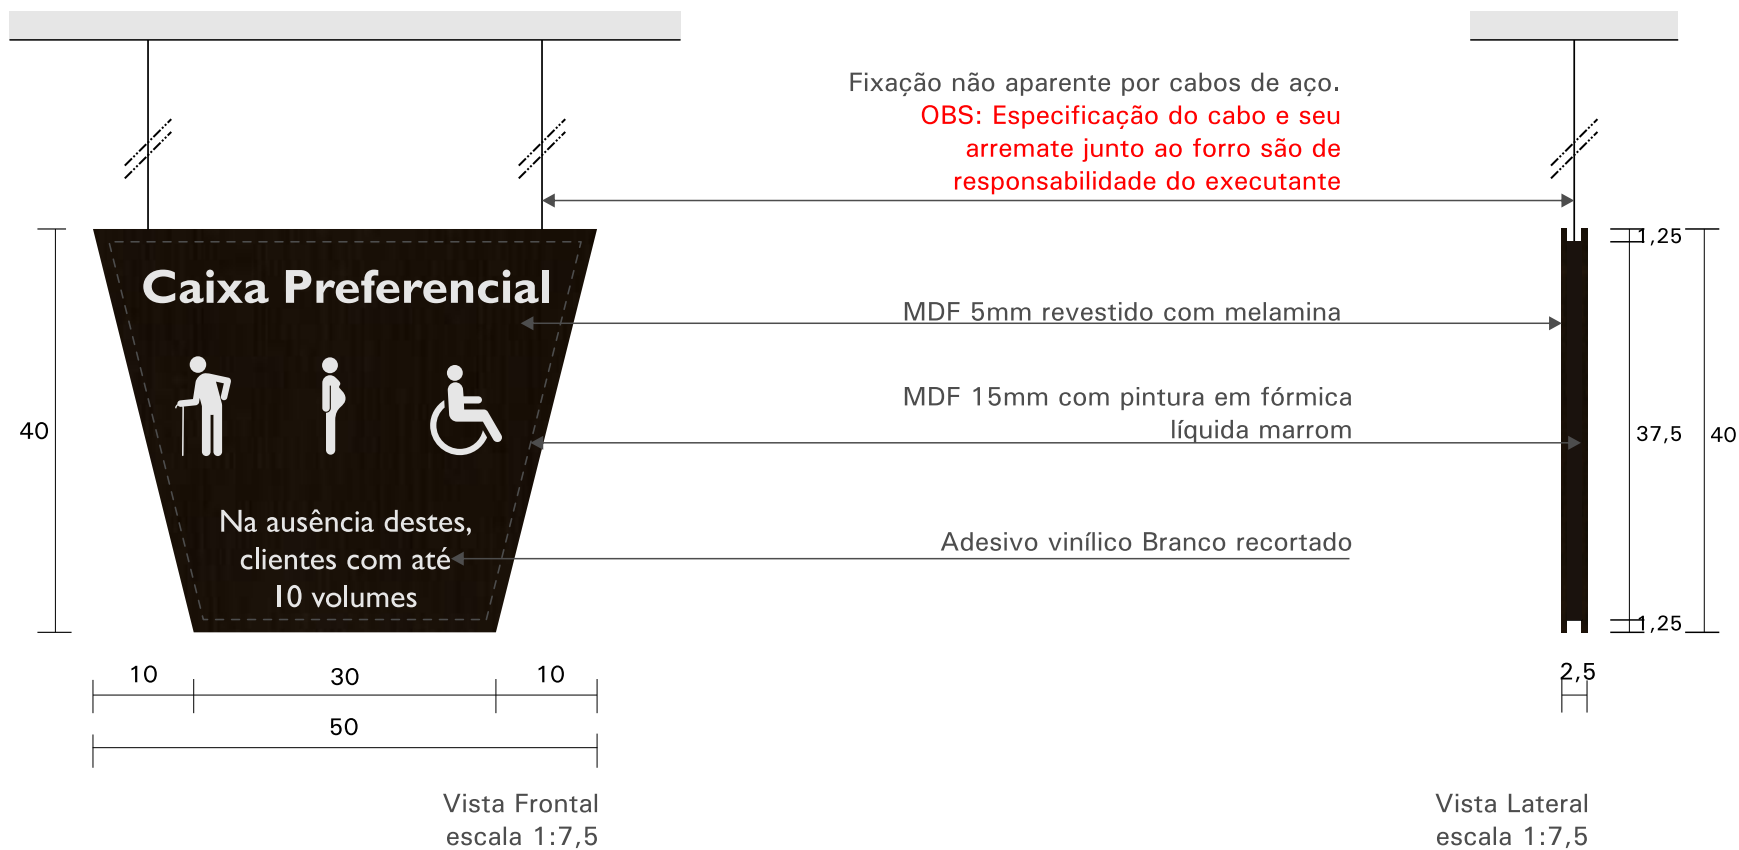 Fixação não aparente por cabos de aço.
OBS: Especificação do cabo e seu
arremate junto ao forro são de
responsabilidade do executante
Caixa Preferencial
MDF 5mm revestido com melamina
MDF 15mm com pintura em fórmica
líquida marrom
Na ausência destes,
clientes com até
10 volumes
Adesivo vinílico Branco recortado
40
10
30
10
50
1,25
37,5
40
1,25
2,5
Vista Frontal
escala 1:7,5
Vista Lateral
escala 1:7,5